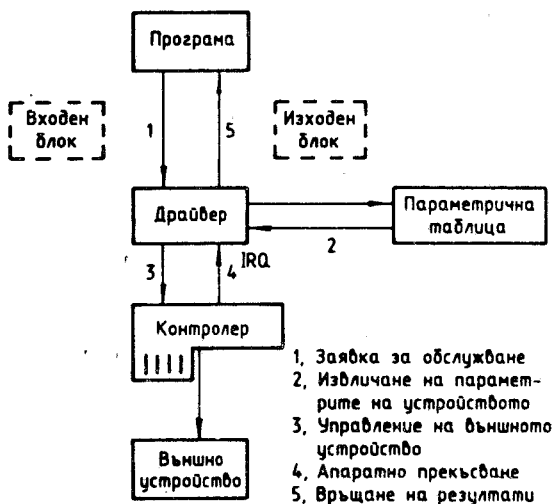 Програма
Входен
блок
1
5
Изходен
блок
Драйвер
Параметрична
таблица
2
3
4
IRQ
Контролер
Външно
устройство
1, Заявка за обслужване
2, Извличане на парамет-
рите на устройството
3, Управление на външното
устройство
4, Апаратно прекъсване
5, Връщане на резултати